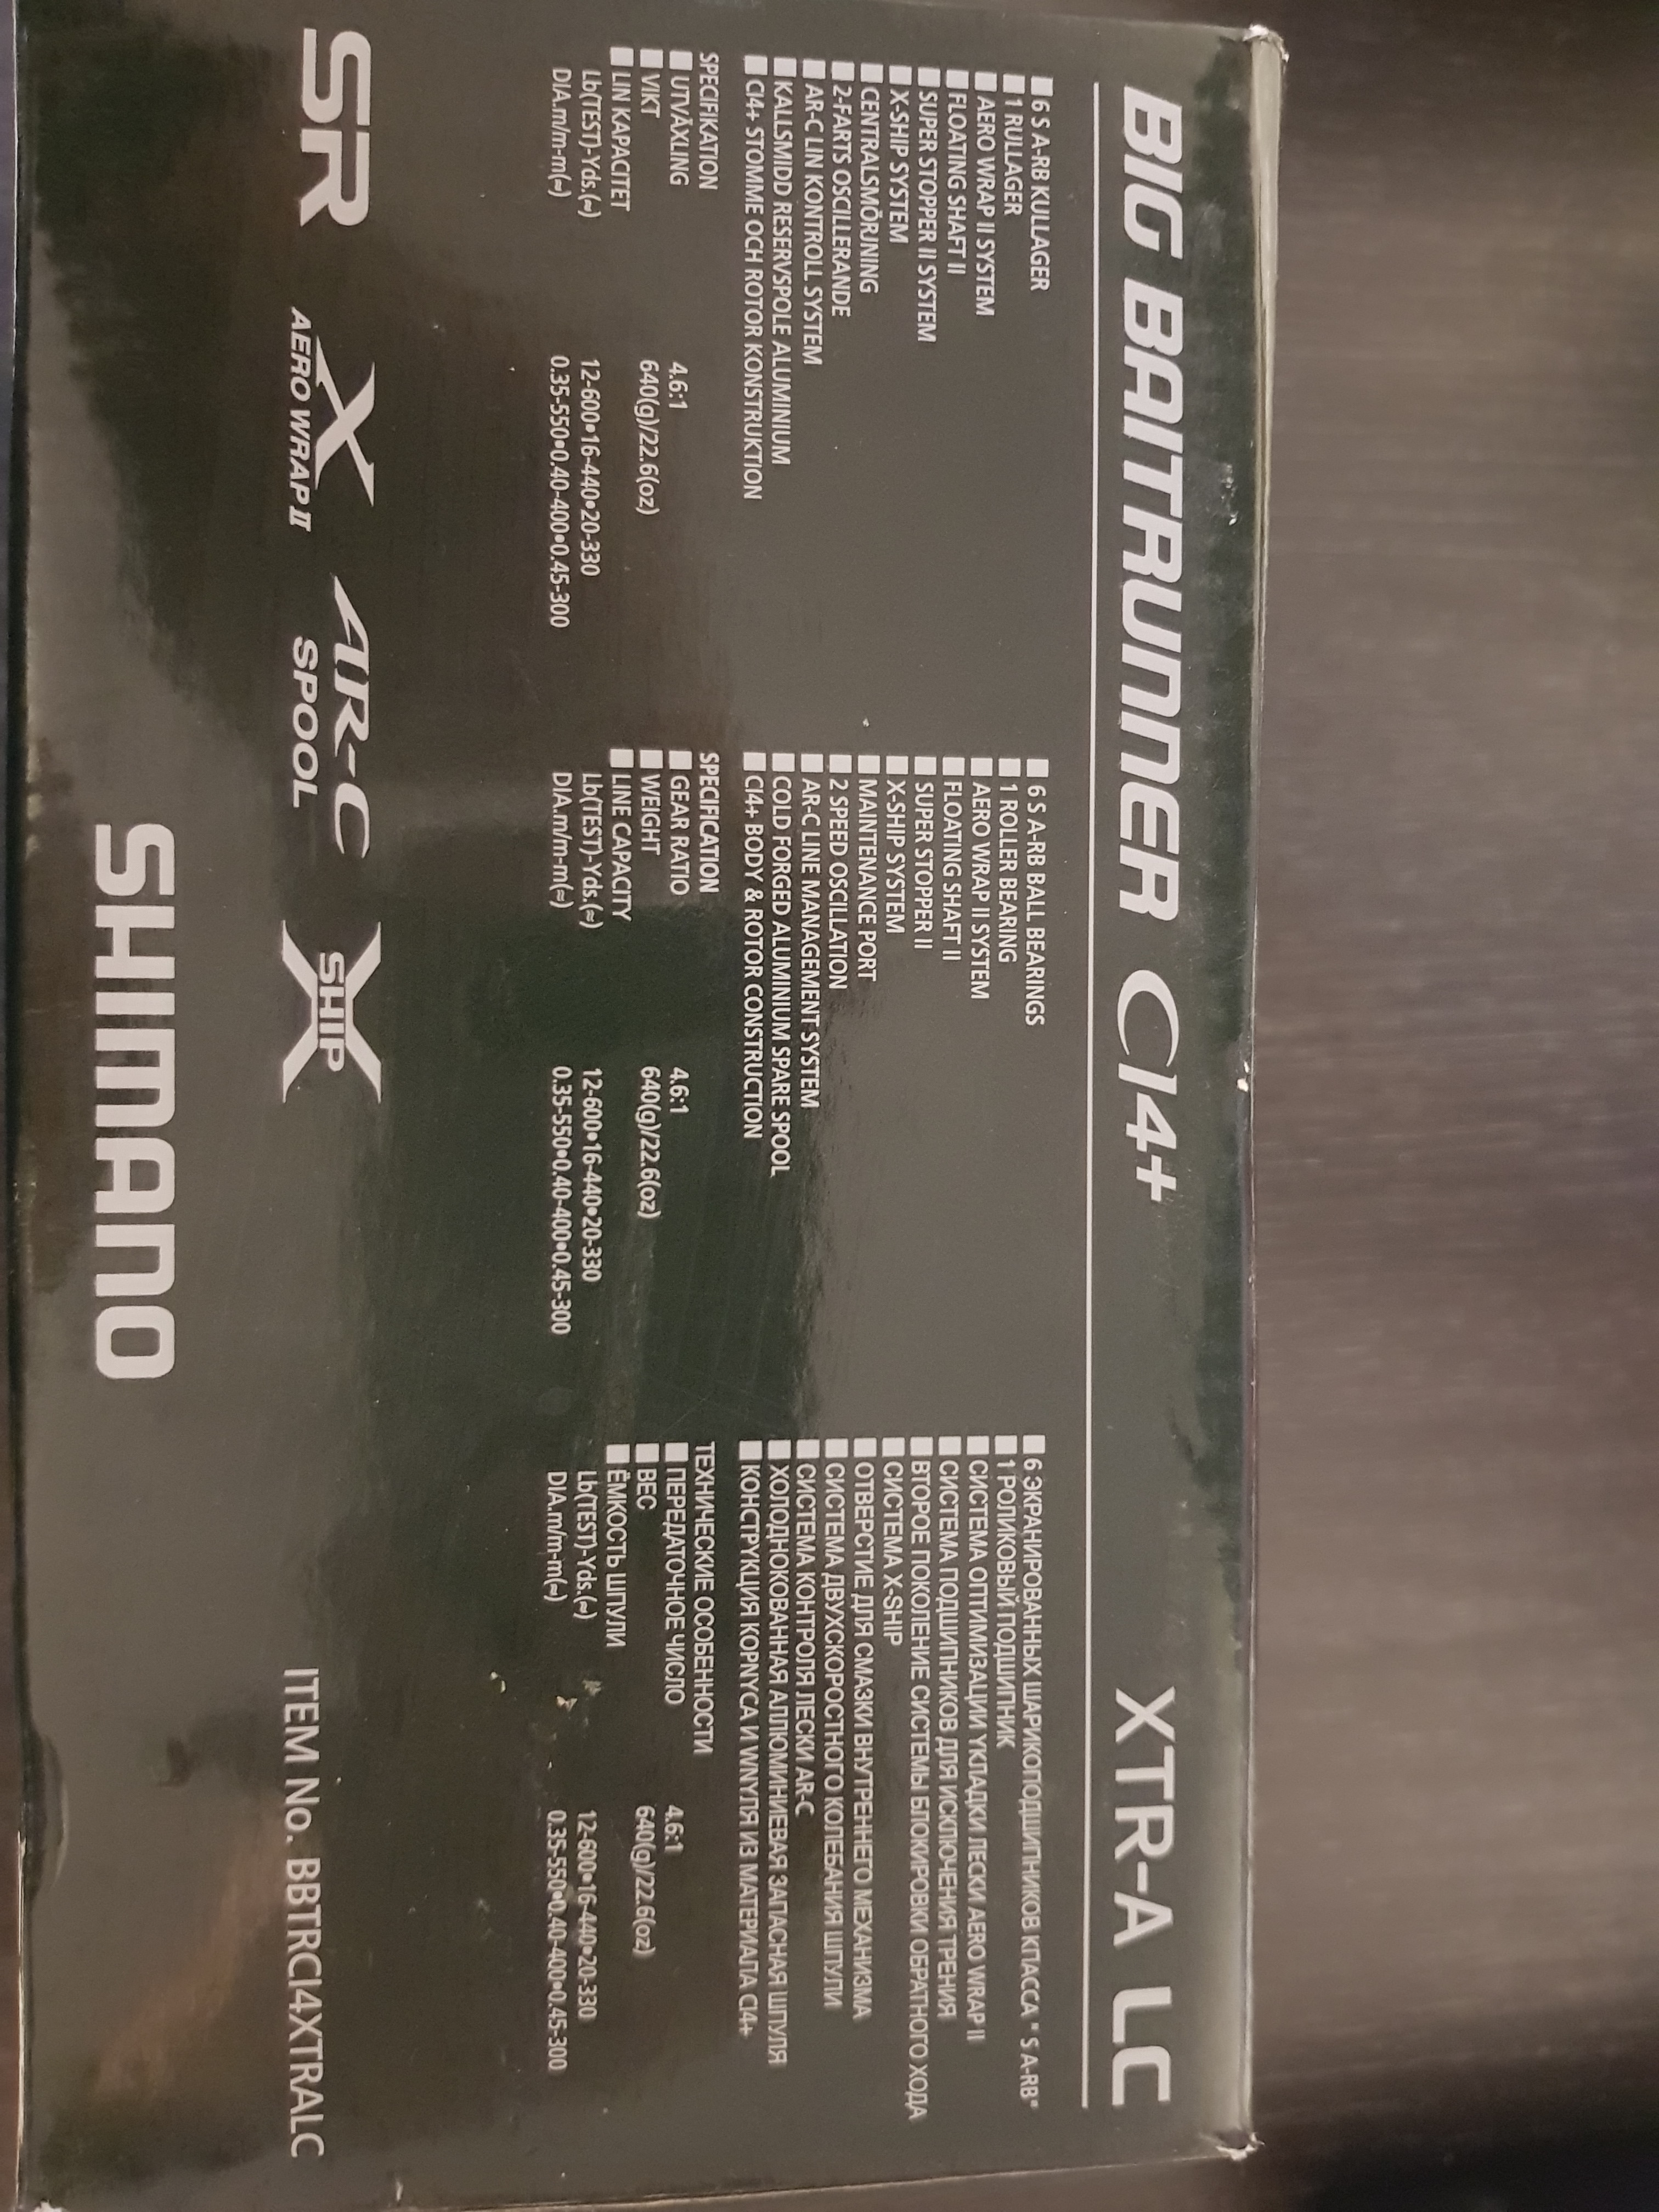 BIG BAITRUNNER CI4+ XTR-A LC
6 S A-RB KULLAGER
1 RULLAGER
AERO WRAP II SYSTEM
FLOATING SHAFT II
SUPER STOPPER II SYSTEM
X-SHIP SYSTEM
CENTRALSMÖRJNING
2-FARTS OSCILLERANDE
AR-C LIN KONTROLL SYSTEM
KALLSMIDD RESERVSPOLE ALUMINIUM
CI4+ STOMME OCH ROTOR KONSTRUKTION
SPECIFIKATION
UTVÄXLING 4.6:1
VIKT 640(g)/22.6(oz)
LIN KAPACITET
Lb(TEST)-Yds.(≈) 12-600•16-440•20-330
DIA.m/m-m(≈) 0.35-550•0.40-400•0.45-300
6 S A-RB BALL BEARINGS
1 ROLLER BEARING
AERO WRAP II SYSTEM
FLOATING SHAFT II
SUPER STOPPER II
X-SHIP SYSTEM
MAINTENANCE PORT
2 SPEED OSCILLATION
AR-C LINE MANAGEMENT SYSTEM
COLD FORGED ALUMINIUM SPARE SPOOL
CI4+ BODY & ROTOR CONSTRUCTION
SPECIFICATION
GEAR RATIO 4.6:1
WEIGHT 640(g)/22.6(oz)
LINE CAPACITY
Lb(TEST)-Yds.(≈) 12-600•16-440•20-330
DIA.m/m-m(≈) 0.35-550•0.40-400•0.45-300
6 ЭКРАНИРОВАННЫХ ШАРИКОПОДШИПНИКОВ КПАССА " S A-RB"
1 РОЛИКОВЫЙ ПОДШИПНИК
СИСТЕМА ОПТИМИЗАЦИИ YКЛАДКИ ЛЕСКИ AERO WRAP II
СИСТЕМА ПОДШИПНИКОВ ДЛЯ ИСКЛЮЧЕНИЯ ТРЕНИЯ
ВТОРОЕ ПОКОЛЕНИЕ СИСТЕМЫ БЛОКИРОВКИ ОБРАТНОГО ХОДА
СИСТЕМА X-SHIP
ОТВЕРСТИЕ ДЛЯ СМАЗКИ ВНУТРЕННЕГО МЕХАНИЗМА
СИСТЕМА ДВУХСКОРОСТНОГО КОЛЕБАНИЯ ШПУЛИ
СИСТЕМА КОНТРОЛЯ ЛЕСКИ AR-C
ХОЛОДНОКОВАННАЯ АЛЛЮМИНИЕВАЯ ЗАПАСНАЯ ШПУЛЯ
КОНСТРYКЦИЯ КОРNYCA И WNYЛЯ ИЗ МАТЕРИАЛА CI4+
ТЕХНИЧЕСКИЕ ОСОБЕННОСТИ
ПЕРЕДАТОЧНОЕ ЧИСЛО 4.6:1
ВЕС 640(g)/22.6(oz)
ЁМКОСТЬ ШПУЛИ
Lb(TEST)-Yds.(≈) 12-600•16-440•20-330
DIA.m/m-m(≈) 0.35-550•0.40-400•0.45-300
SR
X
AERO WRAP II
AR-C
SPOOL
X SHIP
ITEM No. BBTRCI4XTRALC
SHIMANO